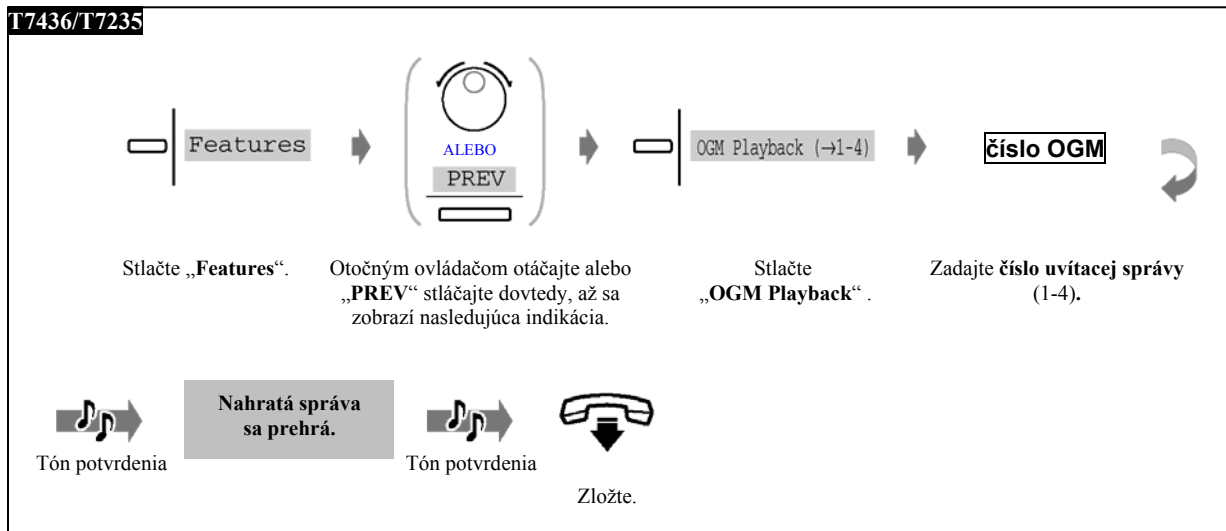 T7436/T7235
Features
ALEBO
PREV
OGM Playback (→1-4)
číslo OGM
Stlačte „Features“.
Otočným ovládačom otáčajte alebo
„PREV“ stláčajte dovtedy, až sa
zobrazí nasledujúca indikácia.
Stlačte
„OGM Playback“ .
Zadajte číslo uvítacej správy
(1-4).
Tón potvrdenia
Nahratá správa
sa prehrá.
Tón potvrdenia
Zložte.